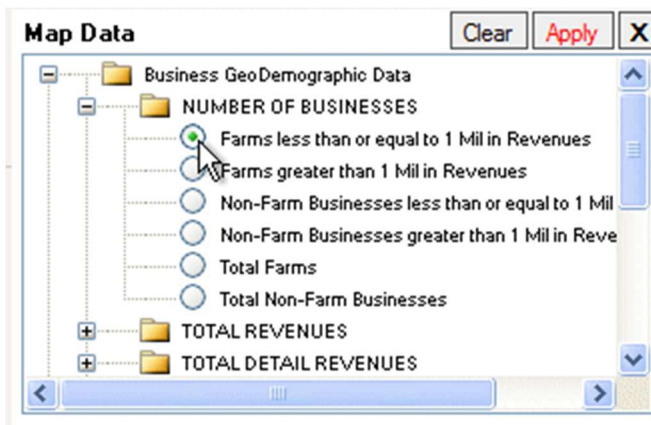 Map Data Clear Apply X
Business GeoDemographic Data
NUMBER OF BUSINESSES
Farms less than or equal to 1 Mil in Revenues
Farms greater than 1 Mil in Revenues
Non-Farm Businesses less than or equal to 1 Mil
Non-Farm Businesses greater than 1 Mil in Reve
Total Farms
Total Non-Farm Businesses
TOTAL REVENUES
TOTAL DETAIL REVENUES